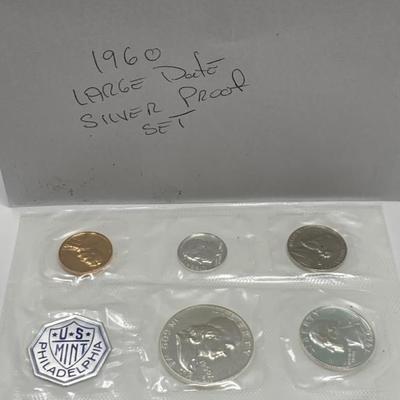 1960
LARGE Date
SILVER PROOF
SET
U S
MINT
PHILADELPHIA